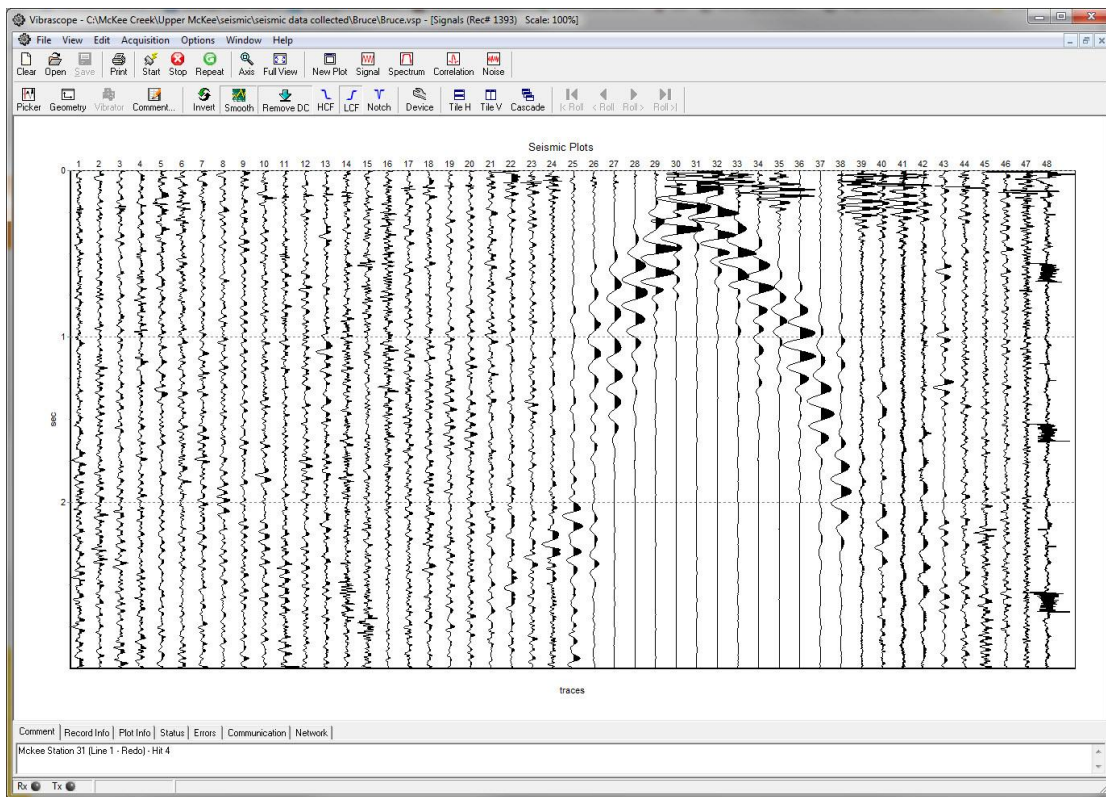 Vibrascope - C:\McKee Creek\Upper McKee\seismic\seismic data collected\Bruce\Bruce.vsp - [Signals (Rec# 1393) Scale: 100%]
File View Edit Acquisition Options Window Help
Clear Open Save Print Start Stop Repeat Axis Full View New Plot Signal Spectrum Correlation Noise
Picker Geometry Vibrator Comment... Invert Smooth Remove DC HCF LCF Notch Device Tile H Tile V Cascade |< Roll < Roll Roll > Roll >|
Seismic Plots
1 2 3 4 5 6 7 8 9 10 11 12 13 14 15 16 17 18 19 20 21 22 23 24 25 26 27 28 29 30 31 32 33 34 35 36 37 38 39 40 41 42 43 44 45 46 47 48
0
1
sec
2
traces
Comment Record Info Plot Info Status Errors Communication Network
Mckee Station 31 (Line 1 - Redo) - Hit 4
Rx Tx